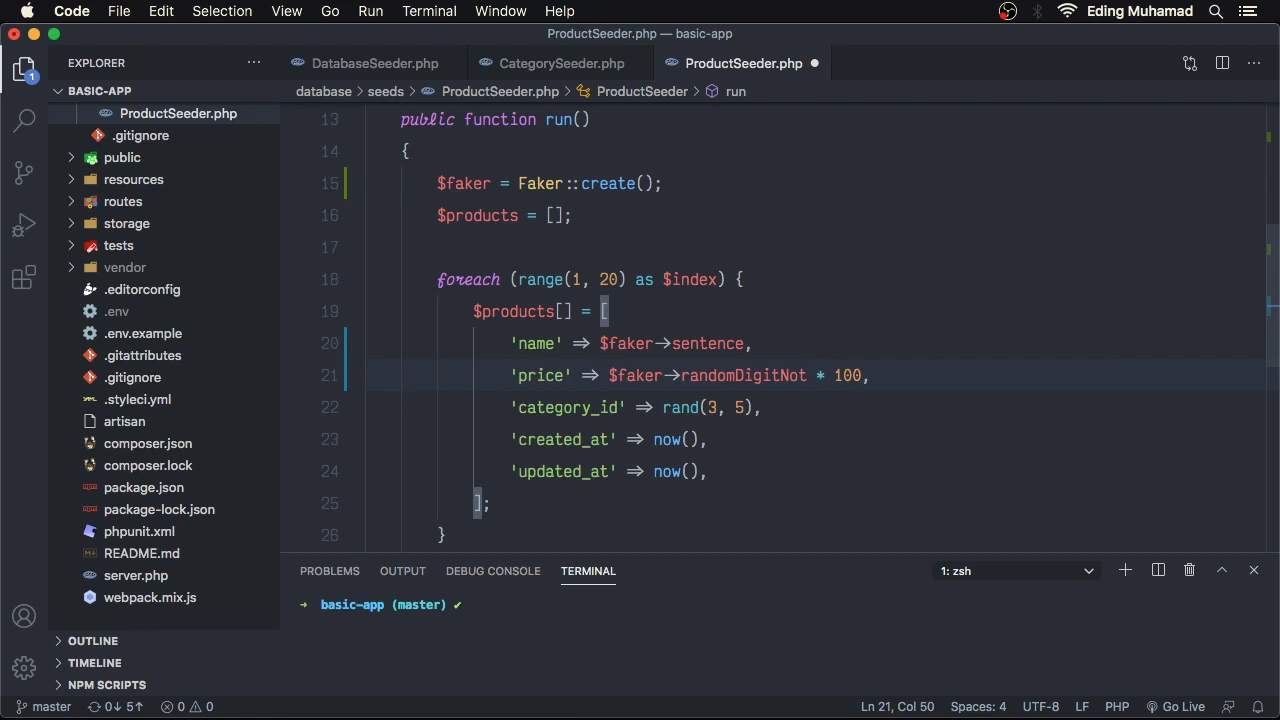 Code File Edit Selection View Go Run Terminal Window Help Eding Muhamad
ProductSeeder.php — basic-app
EXPLORER ··· DatabaseSeeder.php CategorySeeder.php ProductSeeder.php
BASIC-APP database > seeds > ProductSeeder.php > ProductSeeder > run
ProductSeeder.php
.gitignore
public
resources
routes
storage
tests
vendor
.editorconfig
.env
.env.example
.gitattributes
.gitignore
.styleci.yml
artisan
composer.json
composer.lock
package.json
package-lock.json
phpunit.xml
README.md
server.php
webpack.mix.js
OUTLINE
TIMELINE
NPM SCRIPTS
1
13 public function run()
14 {
15 $faker = Faker::create();
16 $products = [];
17
18 foreach (range(1, 20) as $index) {
19 $products[] = [
20 'name' => $faker->sentence,
21 'price' => $faker->randomDigitNot * 100,
22 'category_id' => rand(3, 5),
23 'created_at' => now(),
24 'updated_at' => now(),
25 ];
26 }
PROBLEMS OUTPUT DEBUG CONSOLE TERMINAL 1: zsh
➜ basic-app (master) ✔
master 0↓ 5↑ 0 0 Ln 21, Col 50 Spaces: 4 UTF-8 LF PHP Go Live